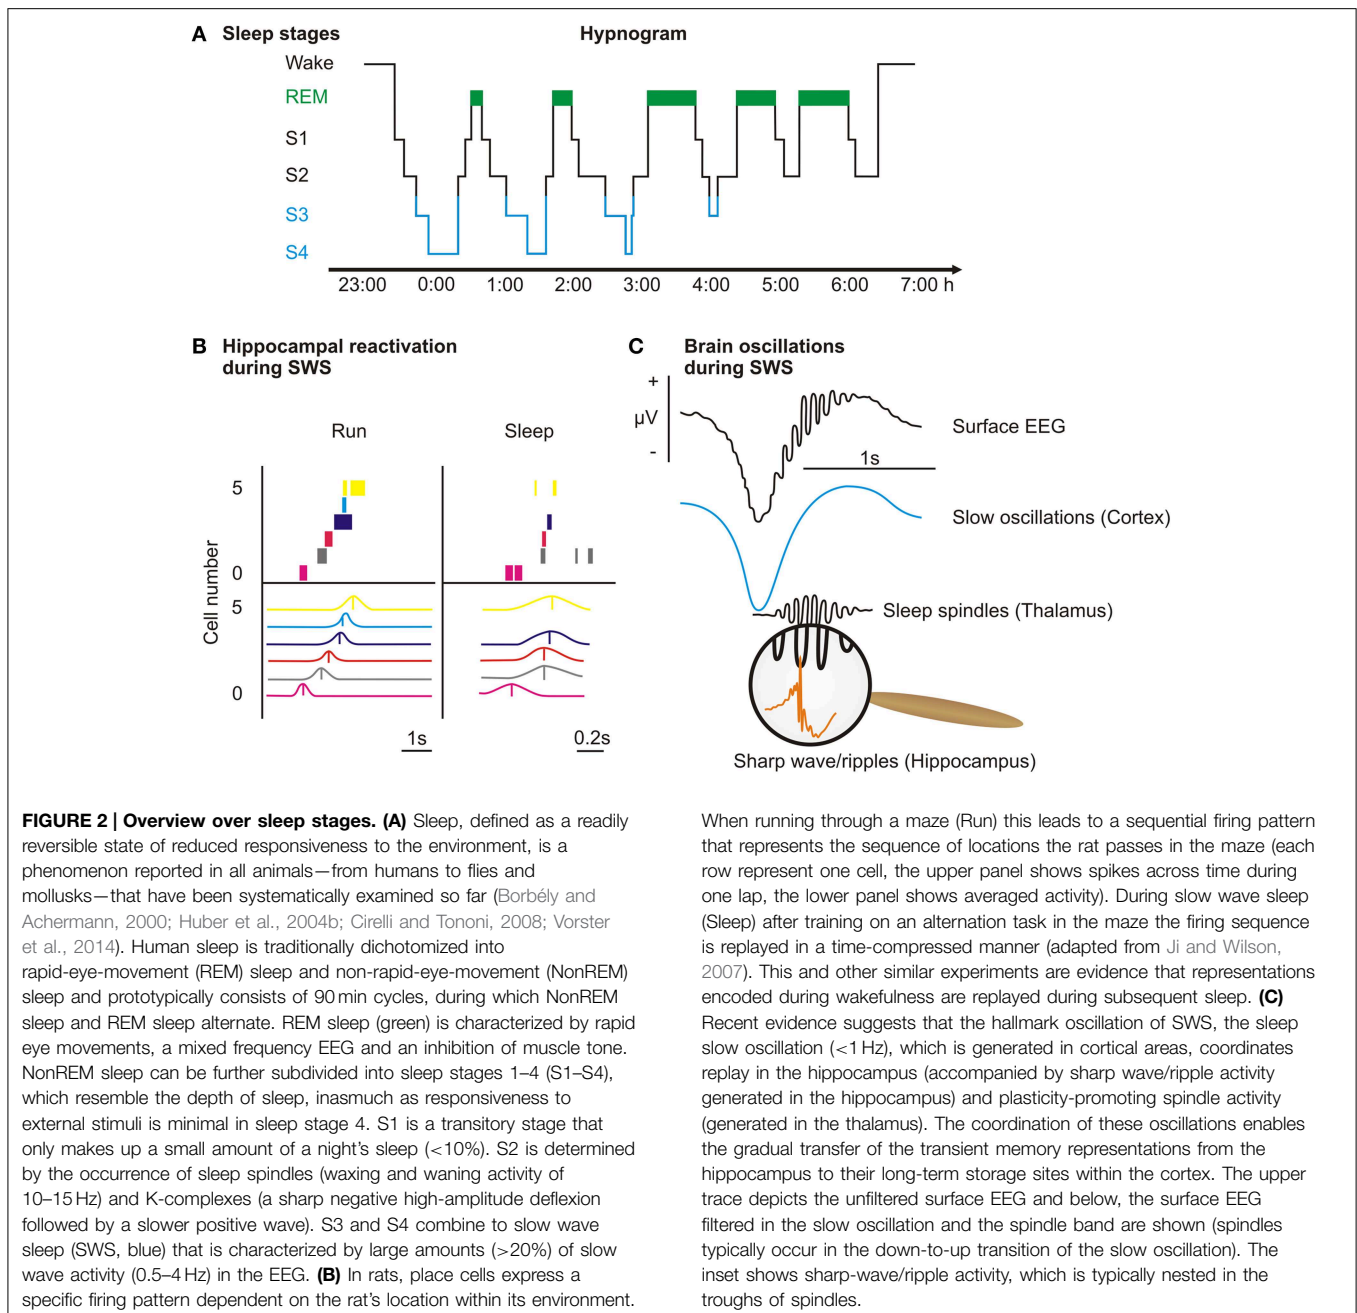 A Sleep stages
Hypnogram
Wake
REM
S1
S2
S3
S4
23:00 0:00 1:00 2:00 3:00 4:00 5:00 6:00 7:00 h
B Hippocampal reactivation
during SWS
Run
Sleep
Cell number
5
0
5
0
1s
0.2s
C Brain oscillations
during SWS
+
µV
-
Surface EEG
1s
Slow oscillations (Cortex)
Sleep spindles (Thalamus)
Sharp wave/ripples (Hippocampus)
FIGURE 2 | Overview over sleep stages. (A) Sleep, defined as a readily
reversible state of reduced responsiveness to the environment, is a
phenomenon reported in all animals—from humans to flies and
mollusks—that have been systematically examined so far (Borbély and
Achermann, 2000; Huber et al., 2004b; Cirelli and Tononi, 2008; Vorster
et al., 2014). Human sleep is traditionally dichotomized into
rapid-eye-movement (REM) sleep and non-rapid-eye-movement (NonREM)
sleep and prototypically consists of 90 min cycles, during which NonREM
sleep and REM sleep alternate. REM sleep (green) is characterized by rapid
eye movements, a mixed frequency EEG and an inhibition of muscle tone.
NonREM sleep can be further subdivided into sleep stages 1–4 (S1–S4),
which resemble the depth of sleep, inasmuch as responsiveness to
external stimuli is minimal in sleep stage 4. S1 is a transitory stage that
only makes up a small amount of a night's sleep (<10%). S2 is determined
by the occurrence of sleep spindles (waxing and waning activity of
10–15 Hz) and K-complexes (a sharp negative high-amplitude deflexion
followed by a slower positive wave). S3 and S4 combine to slow wave
sleep (SWS, blue) that is characterized by large amounts (>20%) of slow
wave activity (0.5–4 Hz) in the EEG. (B) In rats, place cells express a
specific firing pattern dependent on the rat's location within its environment.
When running through a maze (Run) this leads to a sequential firing pattern
that represents the sequence of locations the rat passes in the maze (each
row represent one cell, the upper panel shows spikes across time during
one lap, the lower panel shows averaged activity). During slow wave sleep
(Sleep) after training on an alternation task in the maze the firing sequence
is replayed in a time-compressed manner (adapted from Ji and Wilson,
2007). This and other similar experiments are evidence that representations
encoded during wakefulness are replayed during subsequent sleep. (C)
Recent evidence suggests that the hallmark oscillation of SWS, the sleep
slow oscillation (<1 Hz), which is generated in cortical areas, coordinates
replay in the hippocampus (accompanied by sharp wave/ripple activity
generated in the hippocampus) and plasticity-promoting spindle activity
(generated in the thalamus). The coordination of these oscillations enables
the gradual transfer of the transient memory representations from the
hippocampus to their long-term storage sites within the cortex. The upper
trace depicts the unfiltered surface EEG and below, the surface EEG
filtered in the slow oscillation and the spindle band are shown (spindles
typically occur in the down-to-up transition of the slow oscillation). The
inset shows sharp-wave/ripple activity, which is typically nested in the
troughs of spindles.